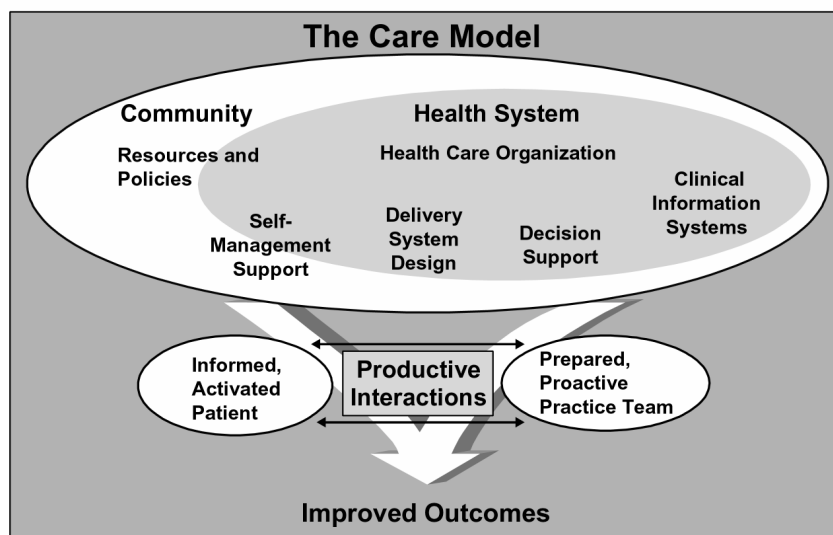 The Care Model
Community
Health System
Resources and
Policies
Health Care Organization
Self-
Management
Support
Delivery
System
Design
Decision
Support
Clinical
Information
Systems
Informed,
Activated
Patient
Productive
Interactions
Prepared,
Proactive
Practice Team
Improved Outcomes